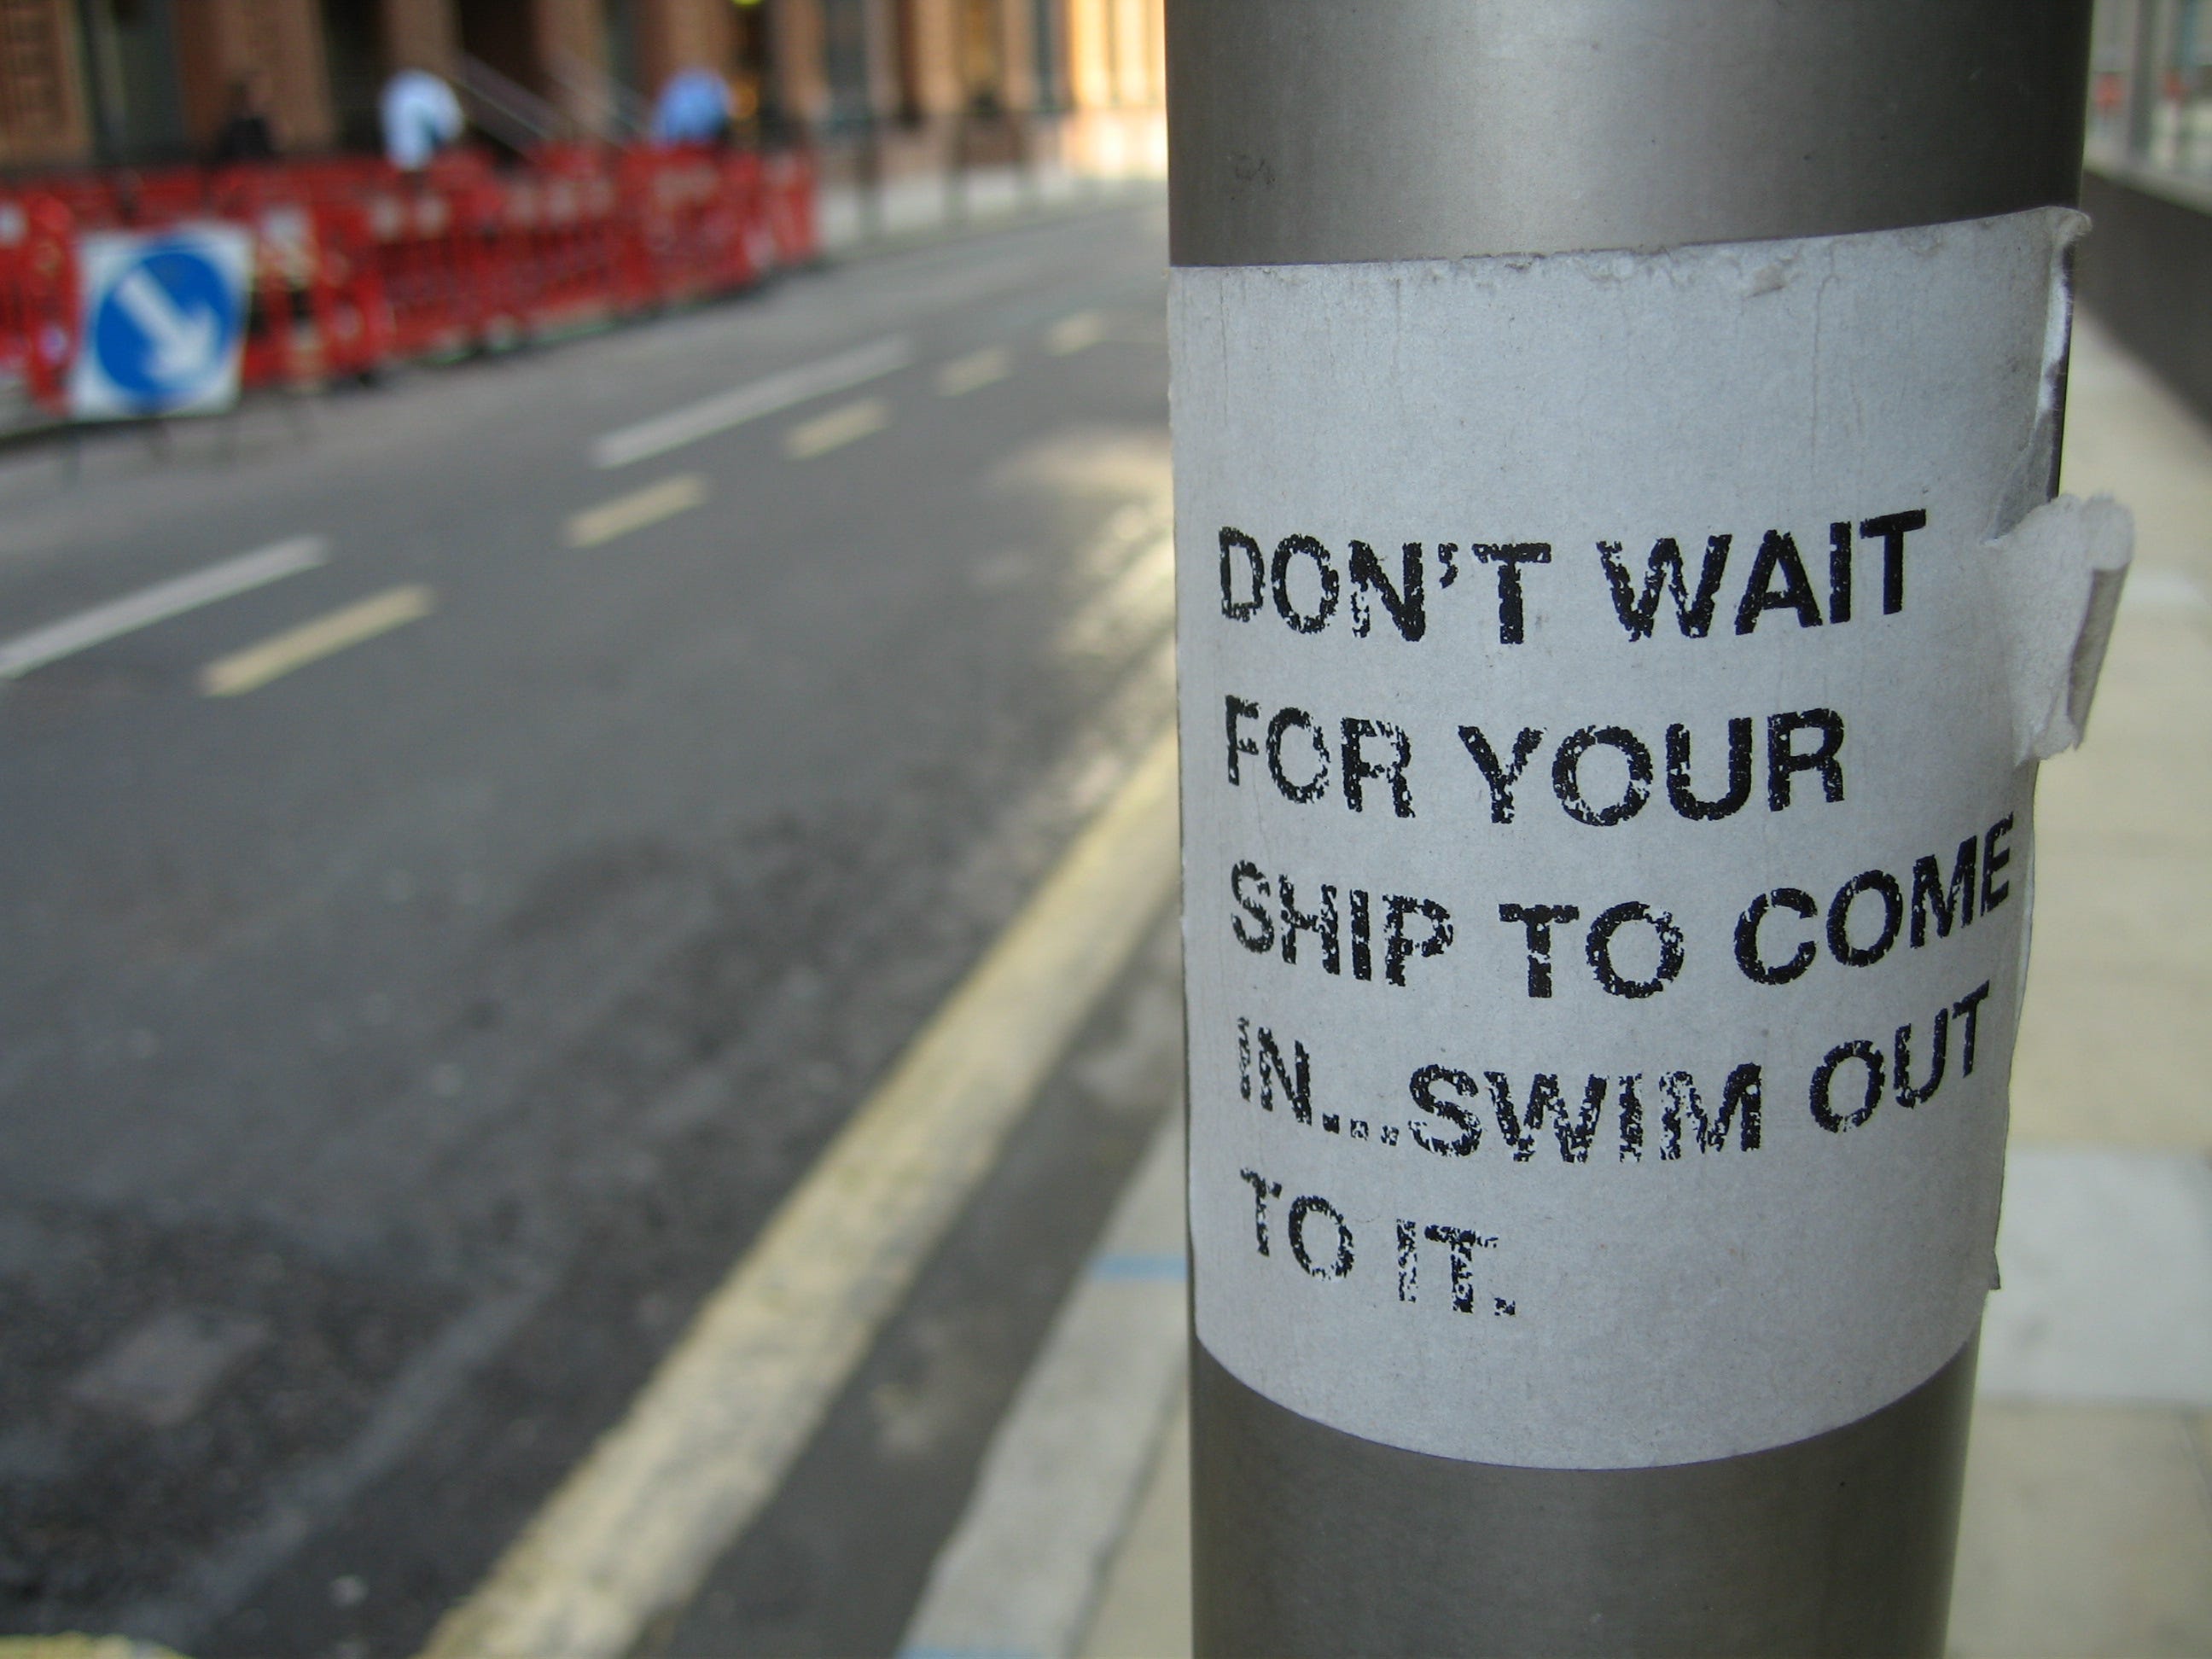 DON'T WAIT
FOR YOUR
SHIP TO COME
IN...SWIM OUT
TO IT.